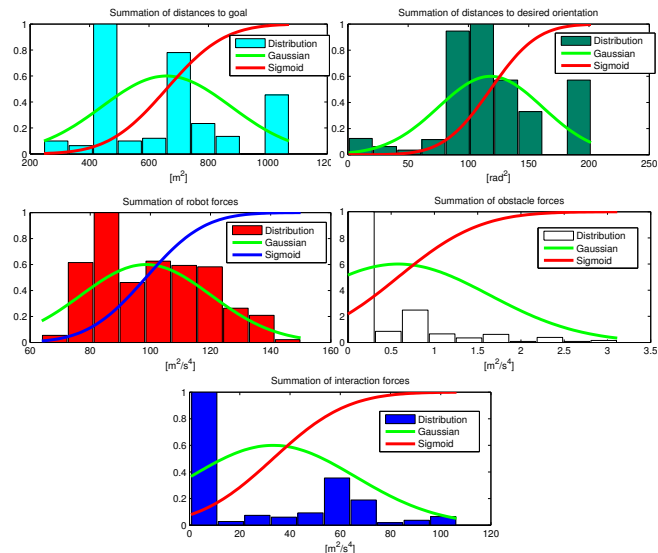 Summation of distances to goal
1
0.8
0.6
0.4
0.2
0
200 400 600 800 1000 120
[m²]
Distribution
Gaussian
Sigmoid
Summation of distances to desired orientation
1
0.8
0.6
0.4
0.2
0
0 50 100 150 200 250
[rad²]
Distribution
Gaussian
Sigmoid
Summation of robot forces
1
0.8
0.6
0.4
0.2
0
60 80 100 120 140 160
[m²/s⁴]
Distribution
Gaussian
Sigmoid
Summation of obstacle forces
1
8
6
4
2
0
0 0.5 1 1.5 2 2.5 3 3.5
[m²/s⁴]
Distribution
Gaussian
Sigmoid
Summation of interaction forces
1
0.8
0.6
0.4
0.2
0
0 20 40 60 80 100 120
[m²/s⁴]
Distribution
Gaussian
Sigmoid